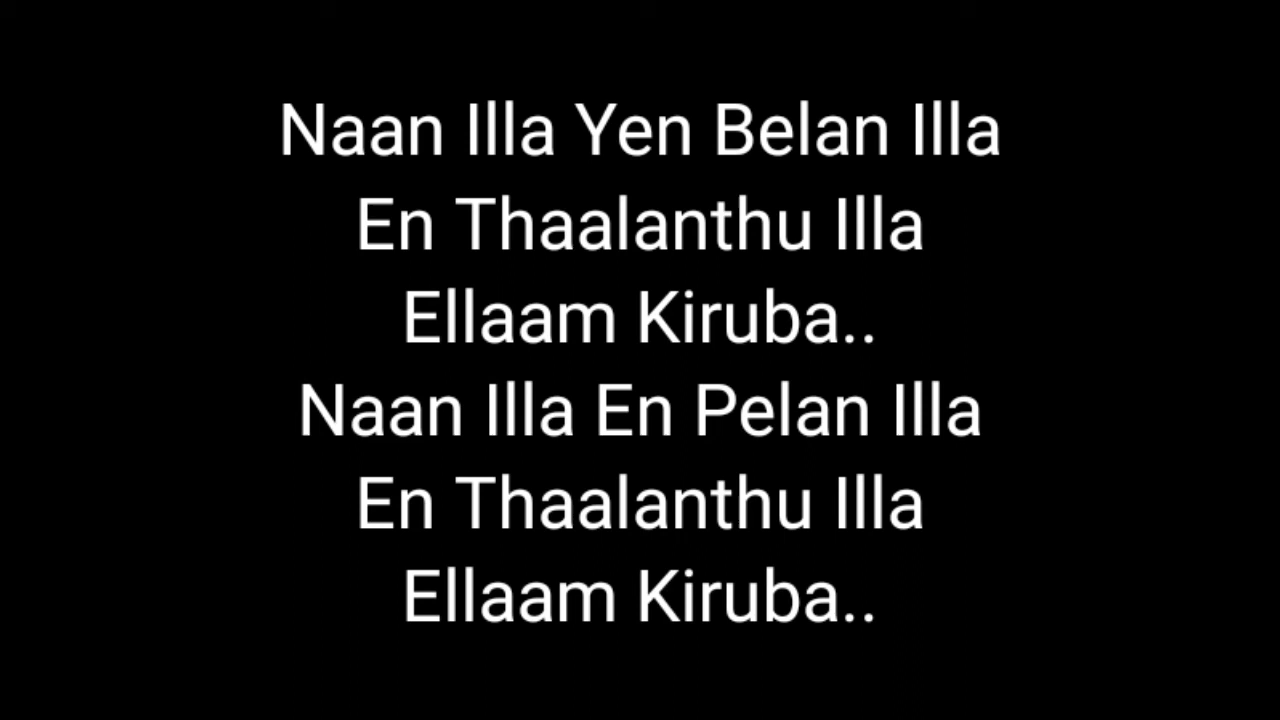 Naan Illa Yen Belan Illa
En Thaalanthu Illa
Ellaam Kiruba..
Naan Illa En Pelan Illa
En Thaalanthu Illa
Ellaam Kiruba..